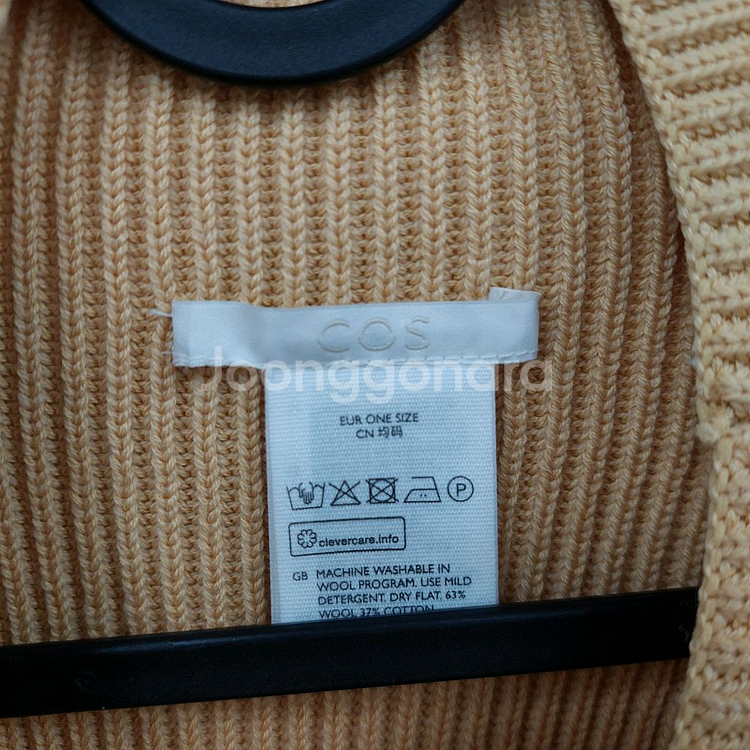 COS
Joonggonara
EUR ONE SIZE
CN 均码
P
clevercare.info
GB MACHINE WASHABLE IN
WOOL PROGRAM. USE MILD
DETERGENT. DRY FLAT. 63%
WOOL 37% COTTON